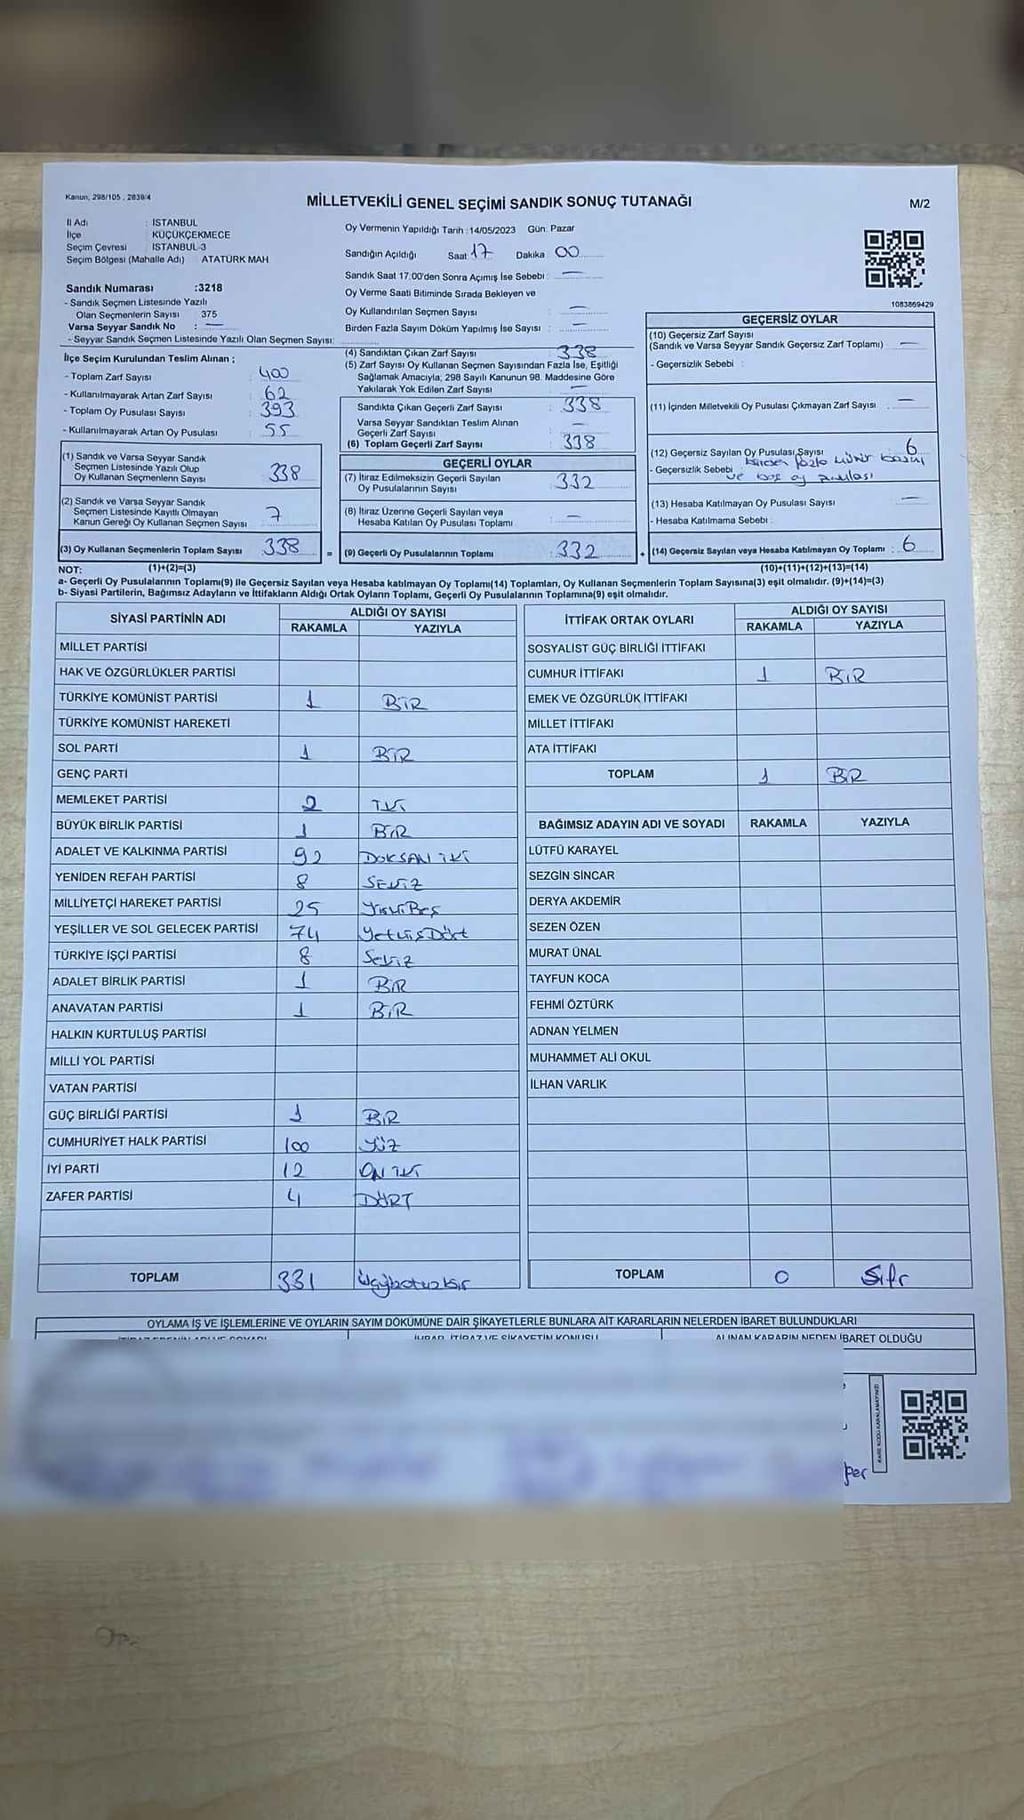 Kanun, 298/105, 2839/4
MİLLETVEKİLİ GENEL SEÇİMİ SANDIK SONUÇ TUTANAĞI
M/2
İl Adı : İSTANBUL
İlçe : KÜÇÜKÇEKMECE
Seçim Çevresi : İSTANBUL-3
Seçim Bölgesi (Mahalle Adı) : ATATÜRK MAH
Sandık Numarası :3218
- Sandık Seçmen Listesinde Yazılı
Olan Seçmenlerin Sayısı 375
Varsa Seyyar Sandık No : —
- Seyyar Sandık Seçmen Listesinde Yazılı Olan Seçmen Sayısı:
Oy Vermenin Yapıldığı Tarih :14/05/2023 Gün: Pazar
Sandığın Açıldığı Saat 17 Dakika 00
Sandık Saat 17:00'den Sonra Açımış İse Sebebi : —
Oy Verme Saati Bitiminde Sırada Bekleyen ve
Oy Kullandırılan Seçmen Sayısı : —
Birden Fazla Sayım Döküm Yapılmış İse Sayısı : —
1083869429
İlçe Seçim Kurulundan Teslim Alınan ;
- Toplam Zarf Sayısı : 400
- Kullanılmayarak Artan Zarf Sayısı : 62
- Toplam Oy Pusulası Sayısı : 393
- Kullanılmayarak Artan Oy Pusulası : 55
(1) Sandık ve Varsa Seyyar Sandık
Seçmen Listesinde Yazılı Olup
Oy Kullanan Seçmenlerin Sayısı 338
(2) Sandık ve Varsa Seyyar Sandık
Seçmen Listesinde Kayıtlı Olmayan
Kanun Gereği Oy Kullanan Seçmen Sayısı 7
(3) Oy Kullanan Seçmenlerin Toplam Sayısı 338
(4) Sandıktan Çıkan Zarf Sayısı 338
(5) Zarf Sayısı Oy Kullanan Seçmen Sayısından Fazla İse, Eşitliği
Sağlamak Amacıyla; 298 Sayılı Kanunun 98. Maddesine Göre
Yakılarak Yok Edilen Zarf Sayısı : —
Sandıkta Çıkan Geçerli Zarf Sayısı : 338
Varsa Seyyar Sandıktan Teslim Alınan
Geçerli Zarf Sayısı : —
(6) Toplam Geçerli Zarf Sayısı : 338
GEÇERLİ OYLAR
(7) İtiraz Edilmeksizin Geçerli Sayılan
Oy Pusulalarının Sayısı : 332
(8) İtiraz Üzerine Geçerli Sayılan veya
Hesaba Katılan Oy Pusulası Toplamı : —
= (9) Geçerli Oy Pusulalarının Toplamı : 332
GEÇERSİZ OYLAR
(10) Geçersiz Zarf Sayısı
(Sandık ve Varsa Seyyar Sandık Geçersiz Zarf Toplamı) : —
- Geçersizlik Sebebi :
(11) İçinden Milletvekili Oy Pusulası Çıkmayan Zarf Sayısı : —
(12) Geçersiz Sayılan Oy Pusulası Sayısı : 6
- Geçersizlik Sebebi : birden fazla mühür basımı
ve boş oy pusulası
(13) Hesaba Katılmayan Oy Pusulası Sayısı : —
- Hesaba Katılmama Sebebi :
+ (14) Geçersiz Sayılan veya Hesaba Katılmayan Oy Toplamı : 6
NOT: (1)+(2)=(3) (10)+(11)+(12)+(13)=(14)
a- Geçerli Oy Pusulalarının Toplamı(9) İle Geçersiz Sayılan veya Hesaba katılmayan Oy Toplamı(14) Toplamları, Oy Kullanan Seçmenlerin Toplam Sayısına(3) eşit olmalıdır. (9)+(14)=(3)
b- Siyasi Partilerin, Bağımsız Adayların ve İttifakların Aldığı Ortak Oyların Toplamı, Geçerli Oy Pusulalarının Toplamına(9) eşit olmalıdır.
SİYASİ PARTİNİN ADI ALDIĞI OY SAYISI
RAKAMLA YAZIYLA
MİLLET PARTİSİ
HAK VE ÖZGÜRLÜKLER PARTİSİ
TÜRKİYE KOMÜNİST PARTİSİ 1 BİR
TÜRKİYE KOMÜNİST HAREKETİ
SOL PARTİ 1 BİR
GENÇ PARTİ
MEMLEKET PARTİSİ 2 İKİ
BÜYÜK BİRLİK PARTİSİ 1 BİR
ADALET VE KALKINMA PARTİSİ 92 DOKSAN İKİ
YENİDEN REFAH PARTİSİ 8 SEKİZ
MİLLİYETÇİ HAREKET PARTİSİ 25 YirmiBeş
YEŞİLLER VE SOL GELECEK PARTİSİ 74 YetmişDört
TÜRKİYE İŞÇİ PARTİSİ 8 Sekiz
ADALET BİRLİK PARTİSİ 1 BİR
ANAVATAN PARTİSİ 1 BİR
HALKIN KURTULUŞ PARTİSİ
MİLLİ YOL PARTİSİ
VATAN PARTİSİ
GÜÇ BİRLİĞİ PARTİSİ 1 BİR
CUMHURİYET HALK PARTİSİ 100 YÜZ
İYİ PARTİ 12 ON İKİ
ZAFER PARTİSİ 4 DÖRT
TOPLAM 331 Üçyüzotuzbir
İTTİFAK ORTAK OYLARI ALDIĞI OY SAYISI
RAKAMLA YAZIYLA
SOSYALİST GÜÇ BİRLİĞİ İTTİFAKI
CUMHUR İTTİFAKI 1 BİR
EMEK VE ÖZGÜRLÜK İTTİFAKI
MİLLET İTTİFAKI
ATA İTTİFAKI
TOPLAM 1 BİR
BAĞIMSIZ ADAYIN ADI VE SOYADI RAKAMLA YAZIYLA
LÜTFÜ KARAYEL
SEZGİN SİNCAR
DERYA AKDEMİR
SEZEN ÖZEN
MURAT ÜNAL
TAYFUN KOCA
FEHMİ ÖZTÜRK
ADNAN YELMEN
MUHAMMET ALİ OKUL
İLHAN VARLIK
TOPLAM 0 Sıfır
OYLAMA İŞ VE İŞLEMLERİNE VE OYLARIN SAYIM DÖKÜMÜNE DAİR ŞİKAYETLERLE BUNLARA AİT KARARLARIN NELERDEN İBARET BULUNDUKLARI
İTİRAZ EDENİN ADI VE SOYADI İHBAR, İTİRAZ VE ŞİKAYETİN KONUSU ALINAN KARARIN NEDEN İBARET OLDUĞU
KARE KODU KARALAMAYINIZ!